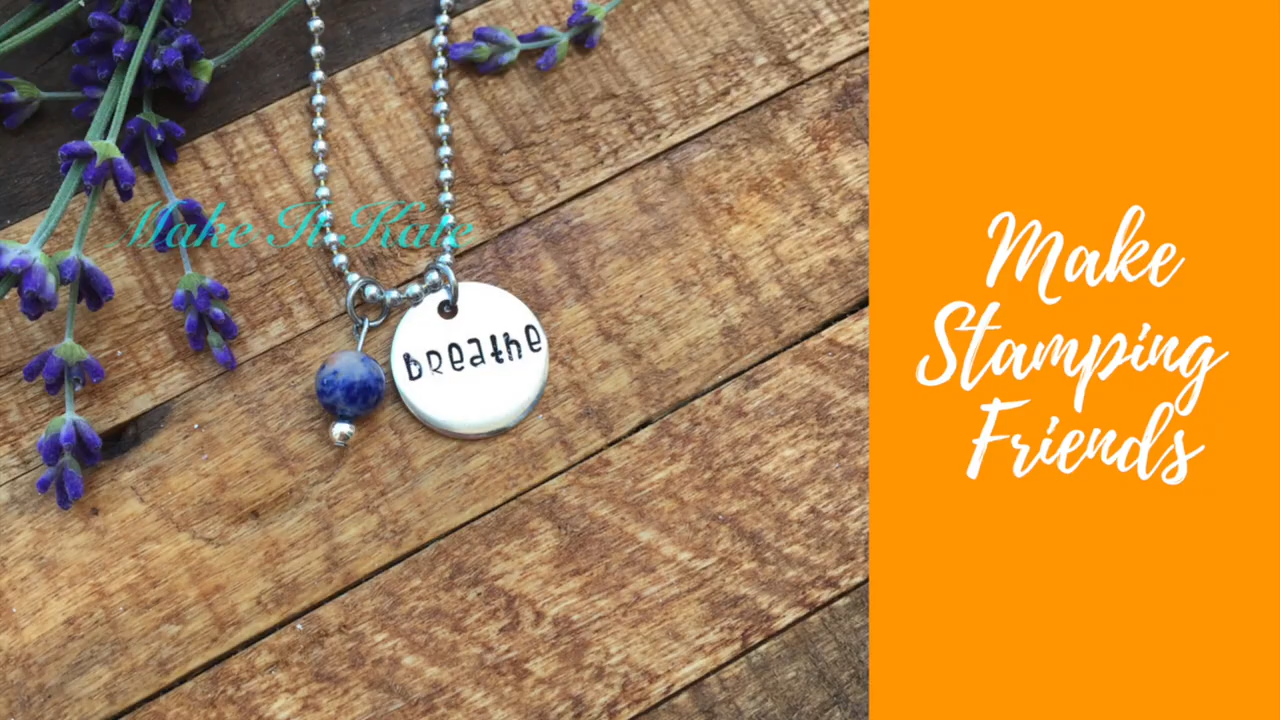 Make It Kate
breathe
Make
Stamping
Friends